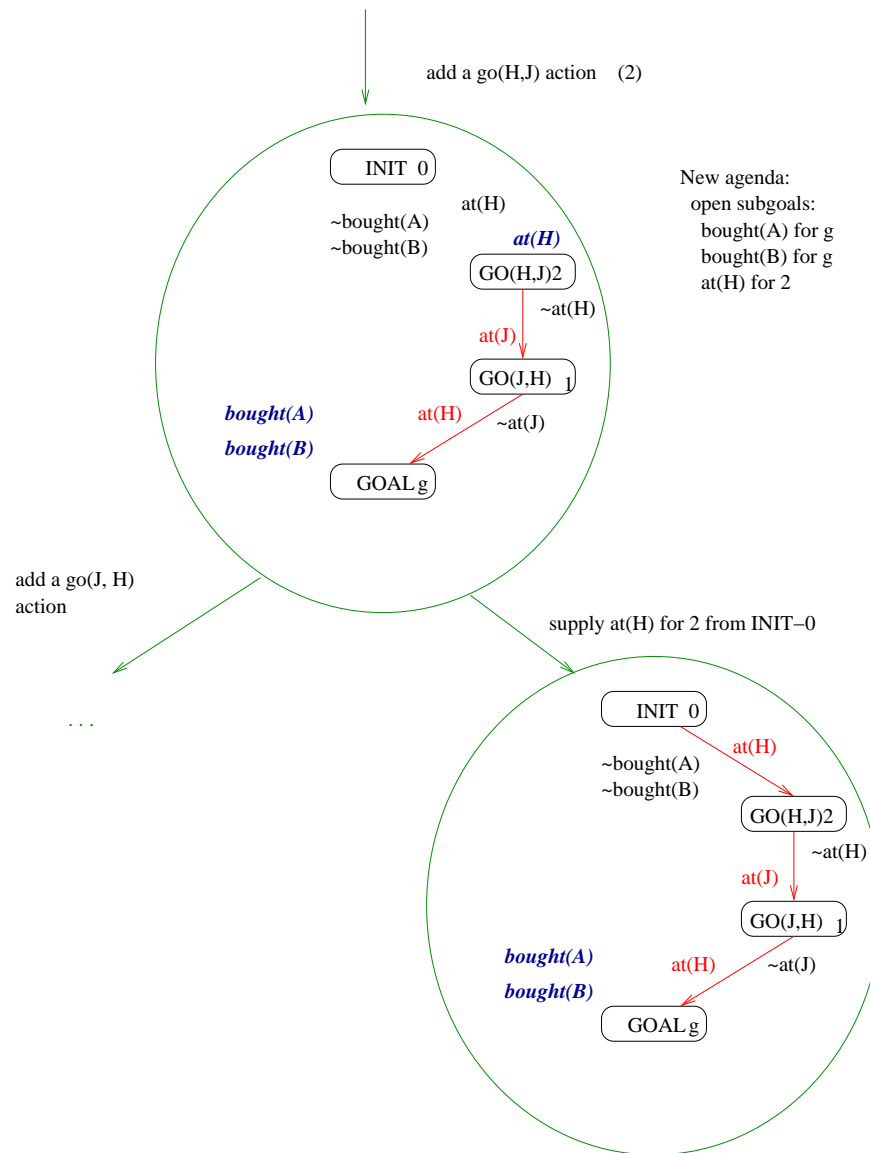 add a go(H,J) action (2)
INIT 0
at(H)
~bought(A)
~bought(B)
at(H)
GO(H,J)2
~at(H)
at(J)
GO(J,H) 1
bought(A)
at(H)
~at(J)
bought(B)
GOAL g
New agenda:
open subgoals:
bought(A) for g
bought(B) for g
at(H) for 2
add a go(J, H)
action
. . .
supply at(H) for 2 from INIT−0
INIT 0
at(H)
~bought(A)
~bought(B)
GO(H,J)2
~at(H)
at(J)
GO(J,H) 1
bought(A)
at(H)
~at(J)
bought(B)
GOAL g